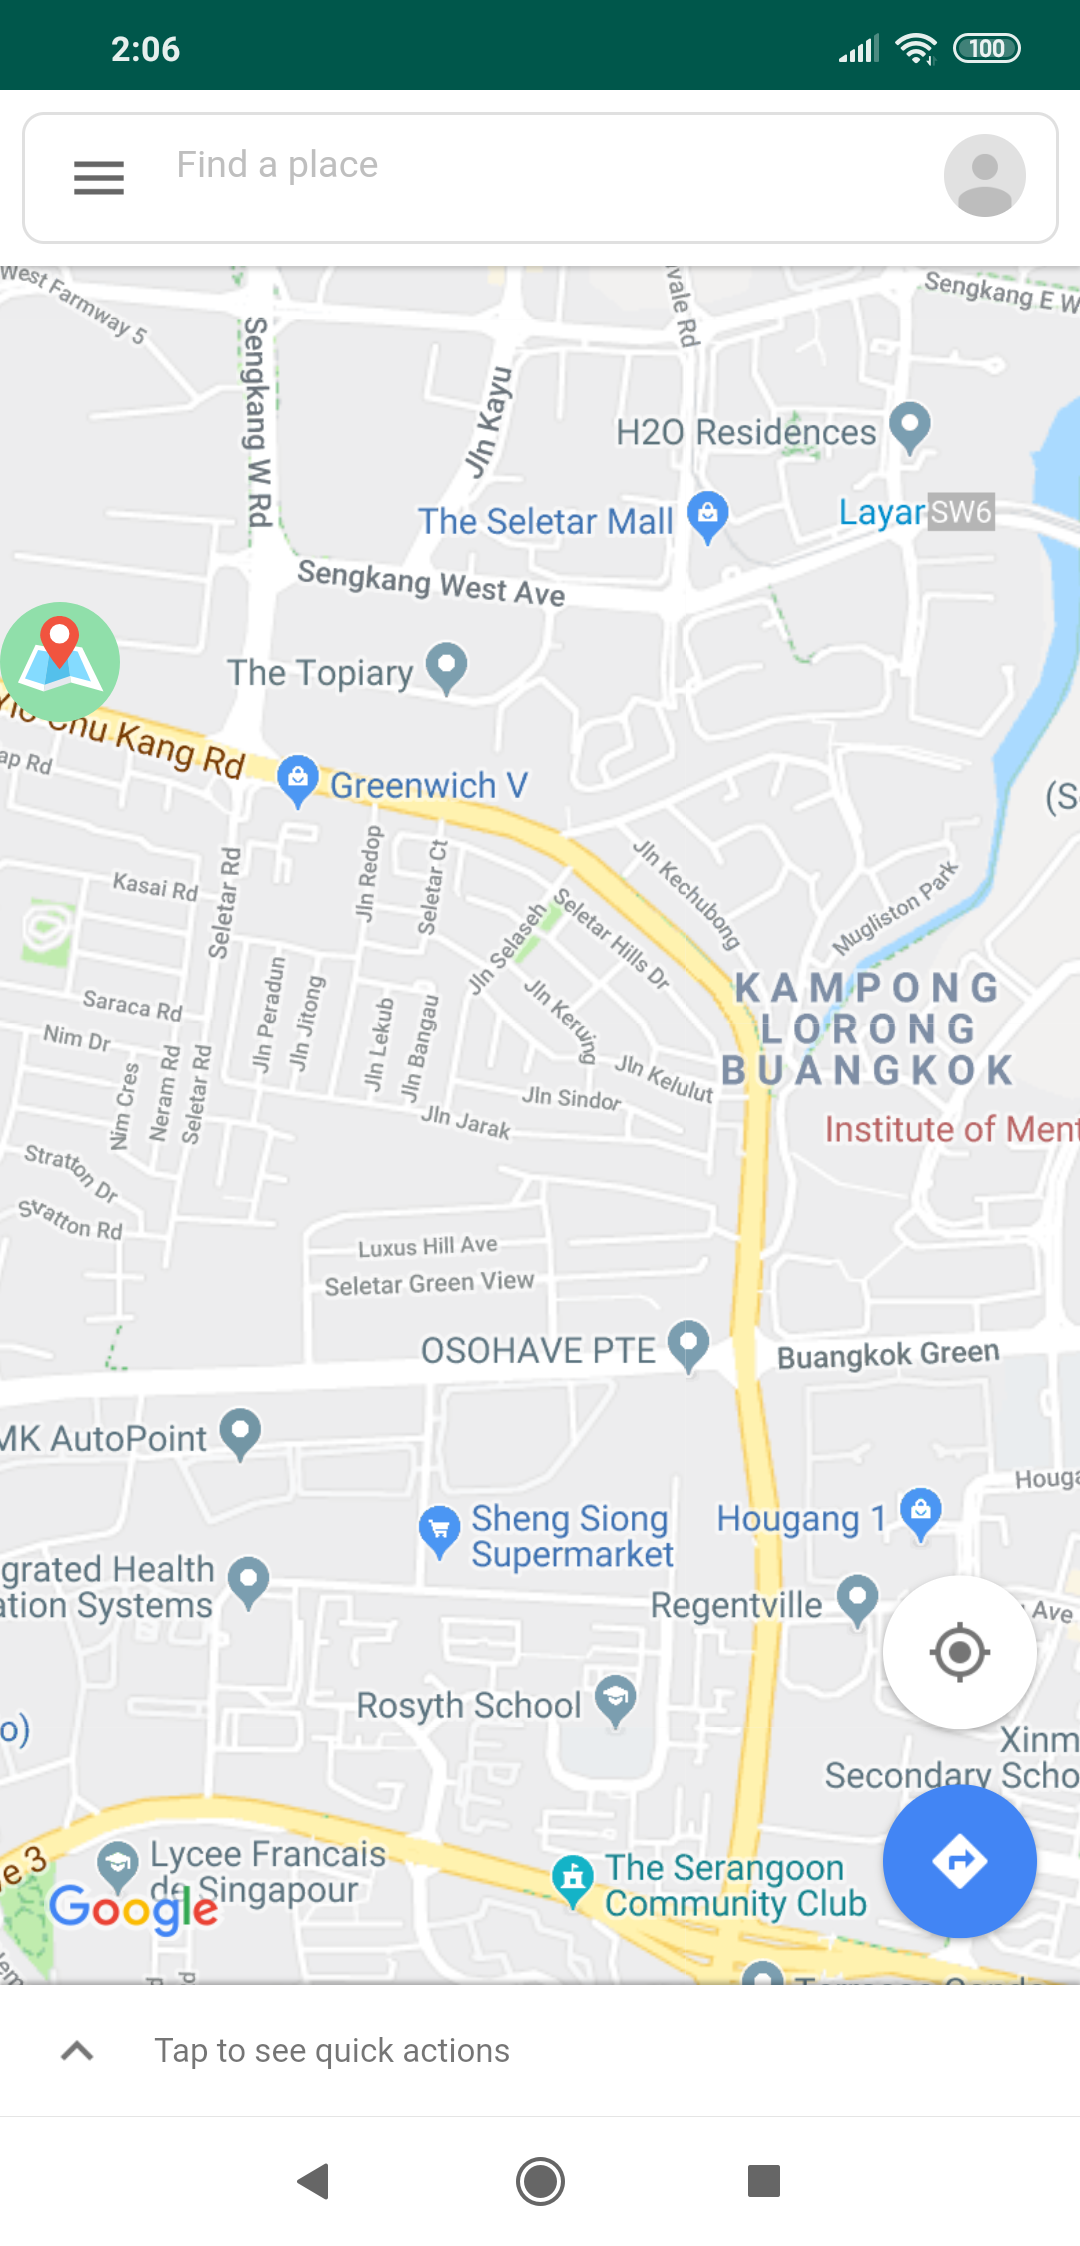 2:06
100
Find a place
West Farmway 5
Sengkang W Rd
Jln Kayu
vale Rd
Sengkang E W
H2O Residences
The Seletar Mall
Layar SW6
Sengkang West Ave
The Topiary
Yio Chu Kang Rd
ap Rd
Greenwich V
(S
Kasai Rd
Seletar Rd
Jln Redop
Seletar Ct
Jln Selaseh
Seletar Hills Dr
Jln Kechubong
Mugliston Park
Saraca Rd
Nim Dr
Nim Cres
Neram Rd
Seletar Rd
Jln Peradun
Jln Jitong
Jln Lekub
Jln Bangau
Jln Keruing
Jln Kelulut
Jln Sindor
Jln Jarak
KAMPONG
LORONG
BUANGKOK
Institute of Ment
Stratton Dr
Stratton Rd
Luxus Hill Ave
Seletar Green View
OSOHAVE PTE
Buangkok Green
MK AutoPoint
Houga
Sheng Siong
Supermarket
Hougang 1
grated Health
ation Systems
Regentville
Ave
Rosyth School
o)
Xinm
Secondary Scho
e 3
Lycee Francais
de Singapour
Google
The Serangoon
Community Club
Tap to see quick actions